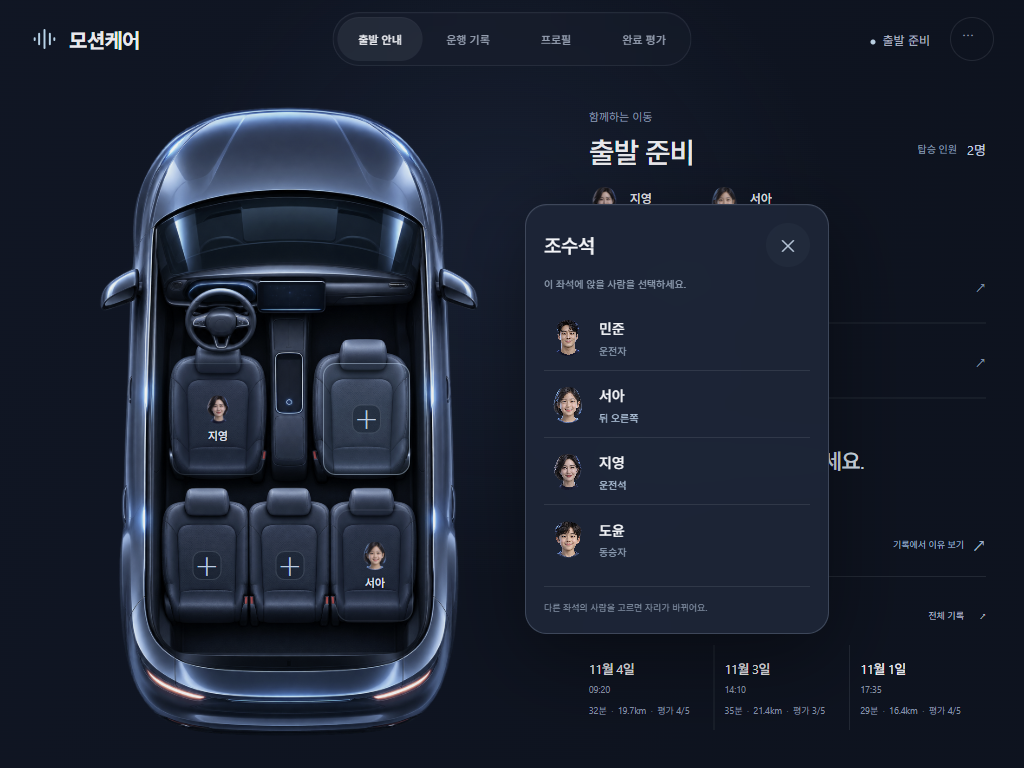 모션케어
출발 안내
운행 기록
프로필
완료 평가
출발 준비
...
함께하는 이동
출발 준비
탑승 인원 2명
지영
서아
조수석
이 좌석에 앉을 사람을 선택하세요.
민준
운전자
서아
뒤 오른쪽
지영
운전석
도윤
동승자
다른 좌석의 사람을 고르면 자리가 바뀌어요.
지영
서아
세요.
기록에서 이유 보기
전체 기록
11월 4일
09:20
32분 · 19.7km · 평가 4/5
11월 3일
14:10
35분 · 21.4km · 평가 3/5
11월 1일
17:35
29분 · 16.4km · 평가 4/5